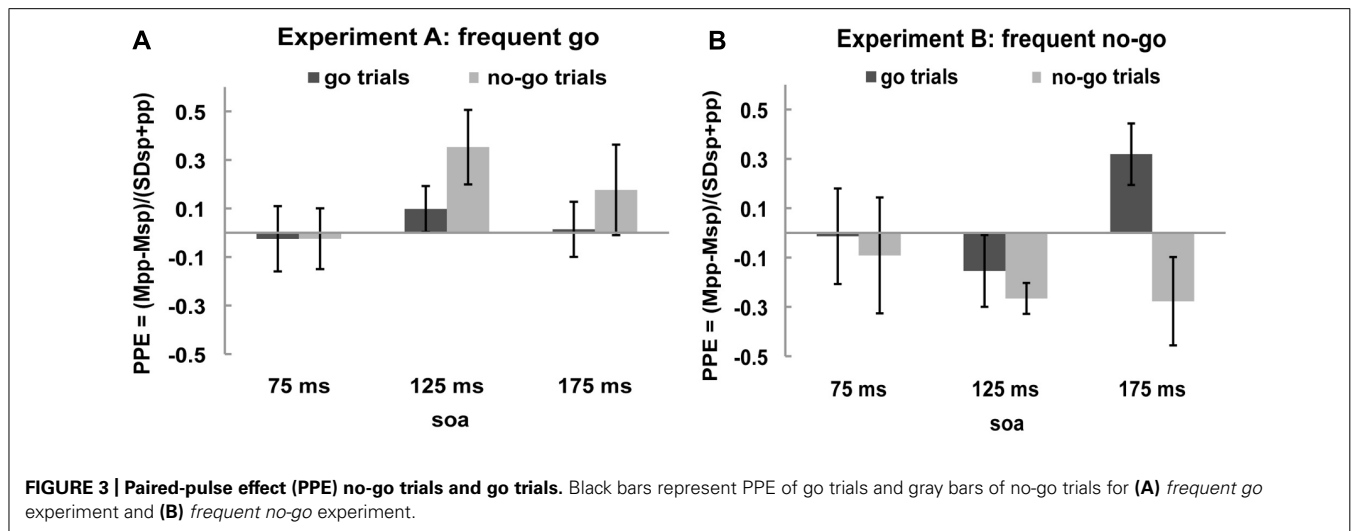 A Experiment A: frequent go
go trials no-go trials
PPE = (Mpp-Msp)/(SDsp+pp)
0.5
0.3
0.1
-0.1
-0.3
-0.5
75 ms 125 ms 175 ms
soa
B Experiment B: frequent no-go
go trials no-go trials
PPE = (Mpp-Msp)/(SDsp+pp)
0.5
0.3
0.1
-0.1
-0.3
-0.5
75 ms 125 ms 175 ms
soa
FIGURE 3 | Paired-pulse effect (PPE) no-go trials and go trials. Black bars represent PPE of go trials and gray bars of no-go trials for (A) frequent go
experiment and (B) frequent no-go experiment.